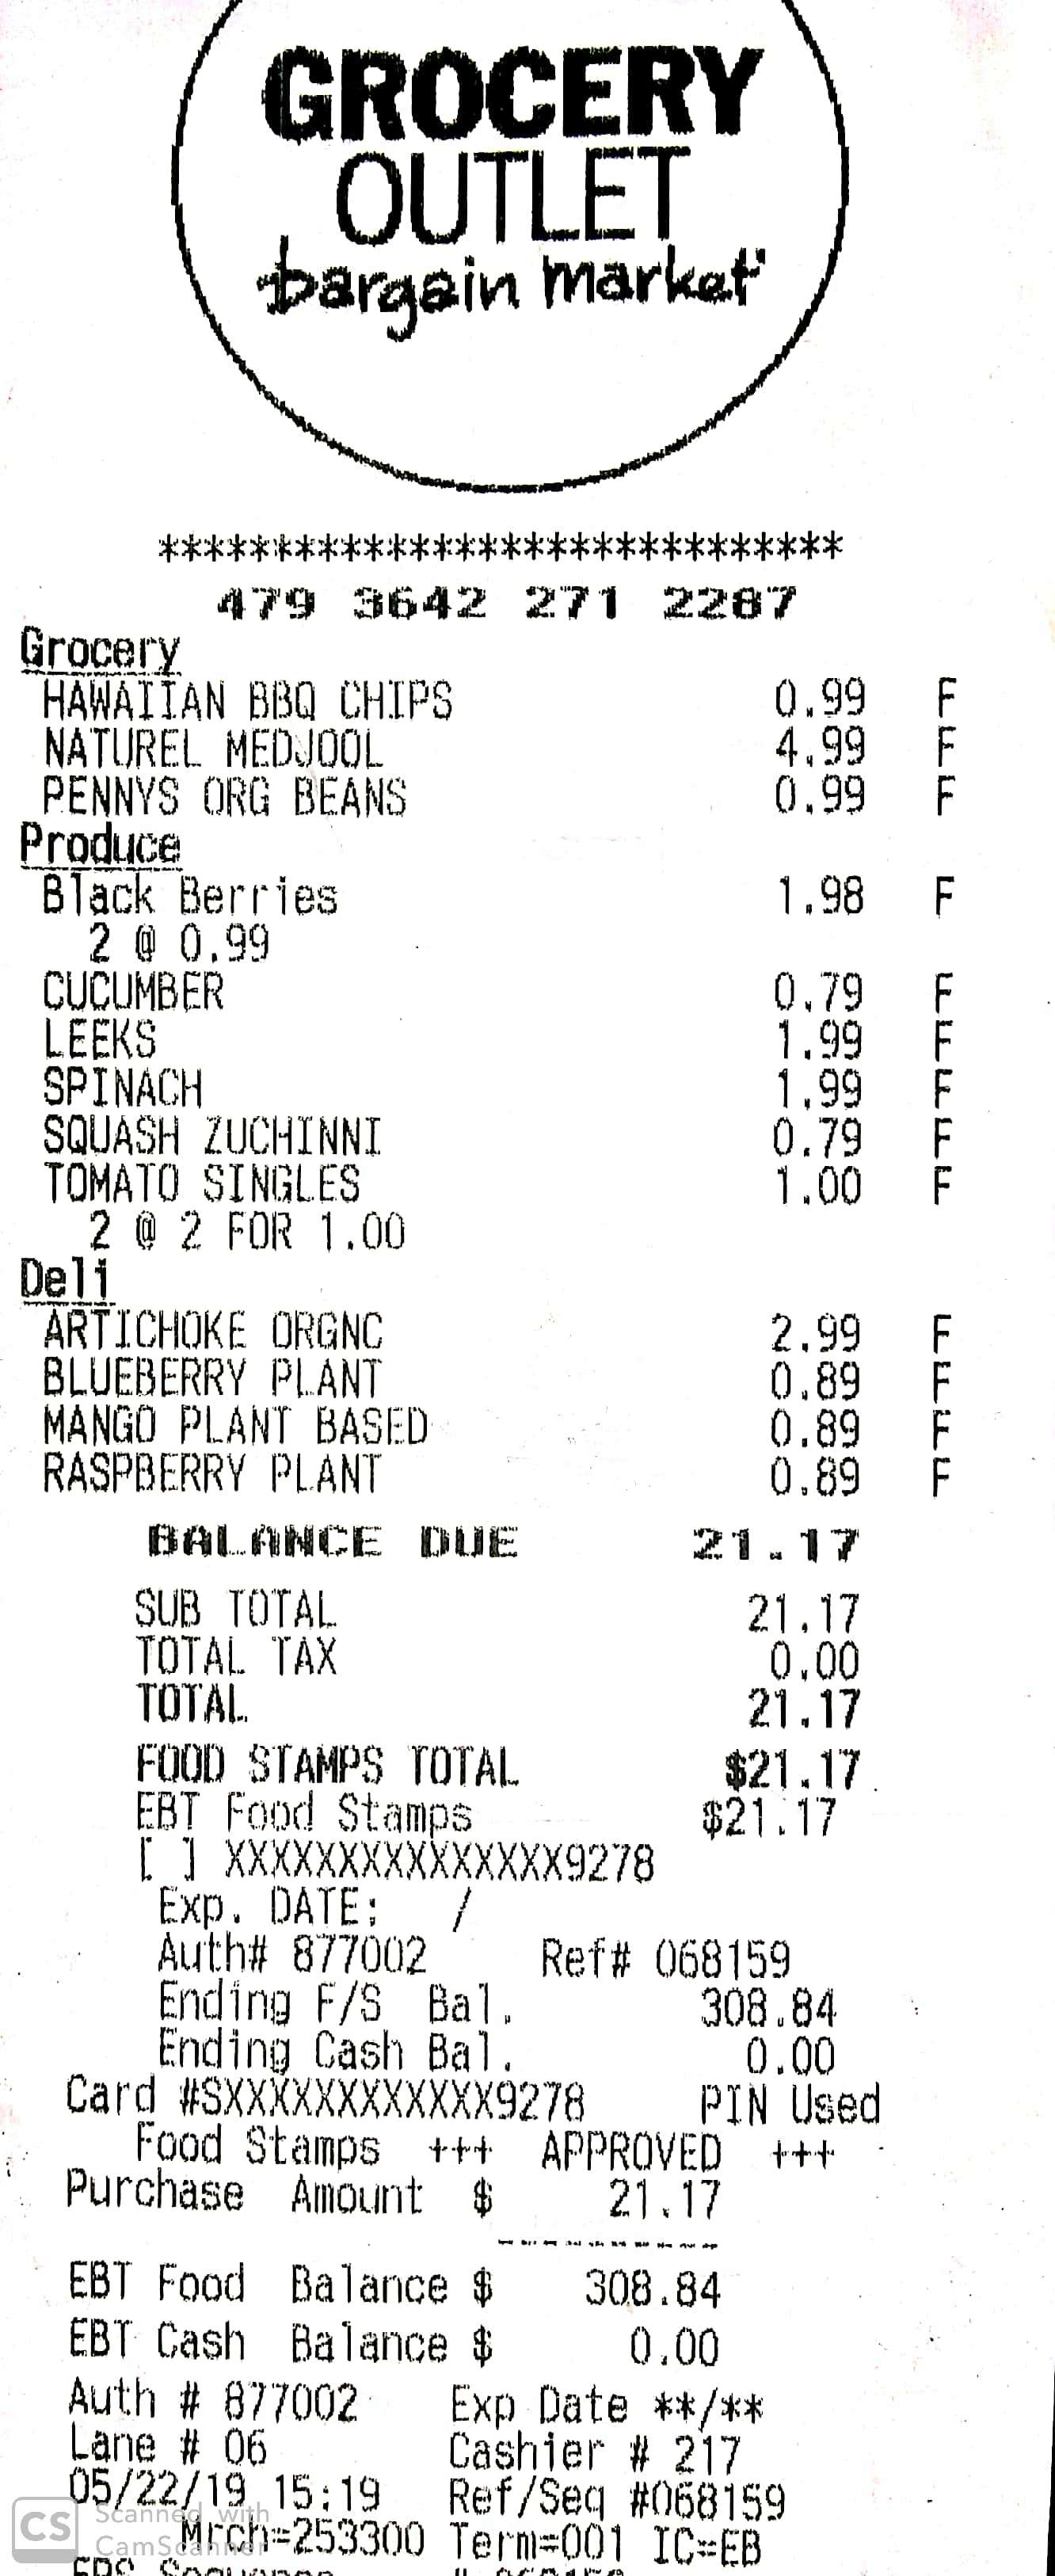 GROCERY
OUTLET
bargain market
******************************
479 3642 271 2287
Grocery
HAWAIIAN BBQ CHIPS 0.99 F
NATUREL MEDJOOL 4.99 F
PENNYS ORG BEANS 0.99 F
Produce
Black Berries 1.98 F
2 @ 0.99
CUCUMBER 0.79 F
LEEKS 1.99 F
SPINACH 1.99 F
SQUASH ZUCHINNI 0.79 F
TOMATO SINGLES 1.00 F
2 @ 2 FOR 1.00
Deli
ARTICHOKE ORGNC 2.99 F
BLUEBERRY PLANT 0.89 F
MANGO PLANT BASED 0.89 F
RASPBERRY PLANT 0.89 F
BALANCE DUE 21.17
SUB TOTAL 21.17
TOTAL TAX 0.00
TOTAL 21.17
FOOD STAMPS TOTAL $21.17
EBT Food Stamps $21.17
[ ] XXXXXXXXXXXXXXX9278
Exp. DATE: /
Auth# 877002 Ref# 068159
Ending F/S Bal. 308.84
Ending Cash Bal. 0.00
Card #SXXXXXXXXXXXX9278 PIN Used
Food Stamps +++ APPROVED +++
Purchase Amount $ 21.17
----------
EBT Food Balance $ 308.84
EBT Cash Balance $ 0.00
Auth # 877002 Exp Date **/**
Lane # 06 Cashier # 217
05/22/19 15:19 Ref/Seq #068159
Mrch=253300 Term=001 IC=EB
CS Scanned with
CamScanner